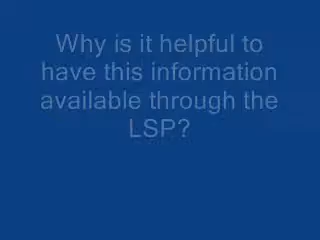 Why is it helpful to
have this information
available through the
LSP?